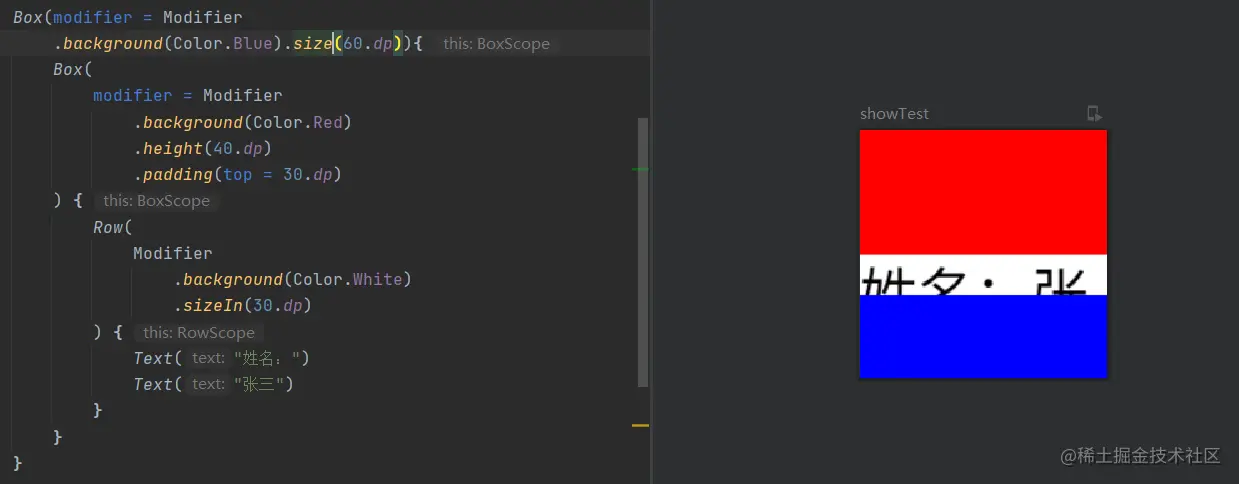 Box(modifier = Modifier
.background(Color.Blue).size(60.dp)){ this: BoxScope
Box(
modifier = Modifier
.background(Color.Red)
.height(40.dp)
.padding(top = 30.dp)
) { this: BoxScope
Row(
Modifier
.background(Color.White)
.sizeIn(30.dp)
) { this: RowScope
Text( text: "姓名：")
Text( text: "张三")
}
}
}
showTest
姓名：张
@稀土掘金技术社区